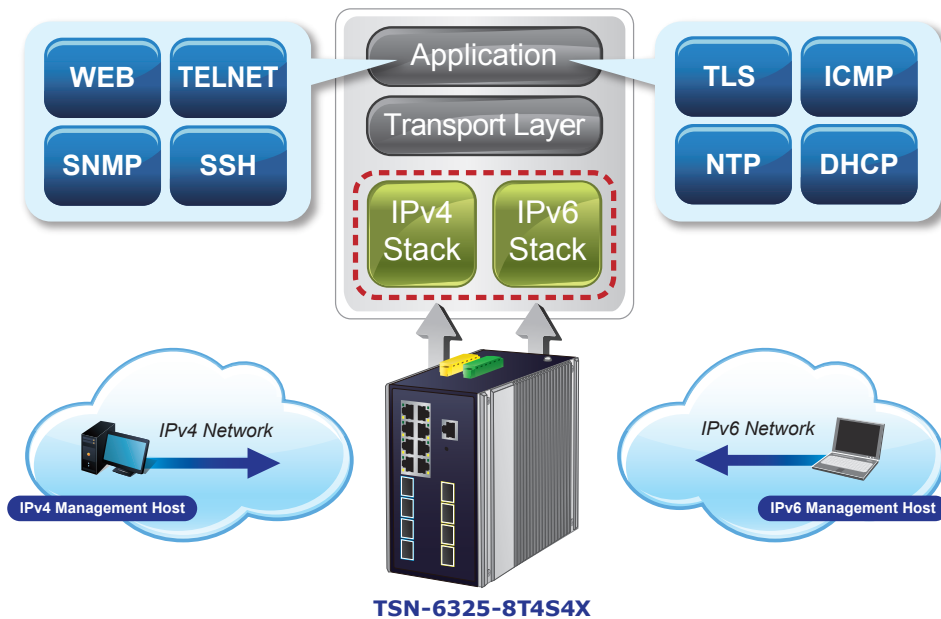 WEB
TELNET
SNMP
SSH
Application
Transport Layer
IPv4
Stack
IPv6
Stack
TLS
ICMP
NTP
DHCP
IPv4 Network
IPv4 Management Host
IPv6 Network
IPv6 Management Host
TSN-6325-8T4S4X